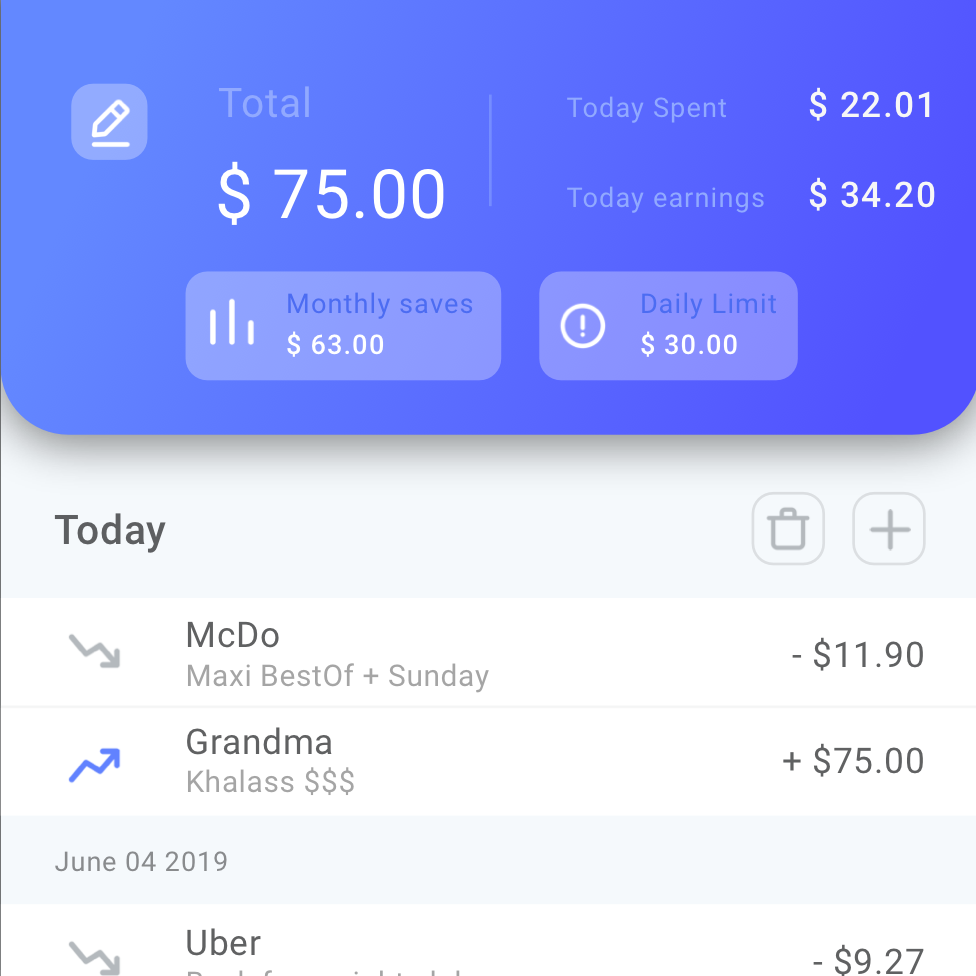 Total
$ 75.00
Today Spent
$ 22.01
Today earnings
$ 34.20
Monthly saves
$ 63.00
Daily Limit
$ 30.00
Today
McDo
Maxi BestOf + Sunday
- $11.90
Grandma
Khalass $$$
+ $75.00
June 04 2019
Uber
- $9.27